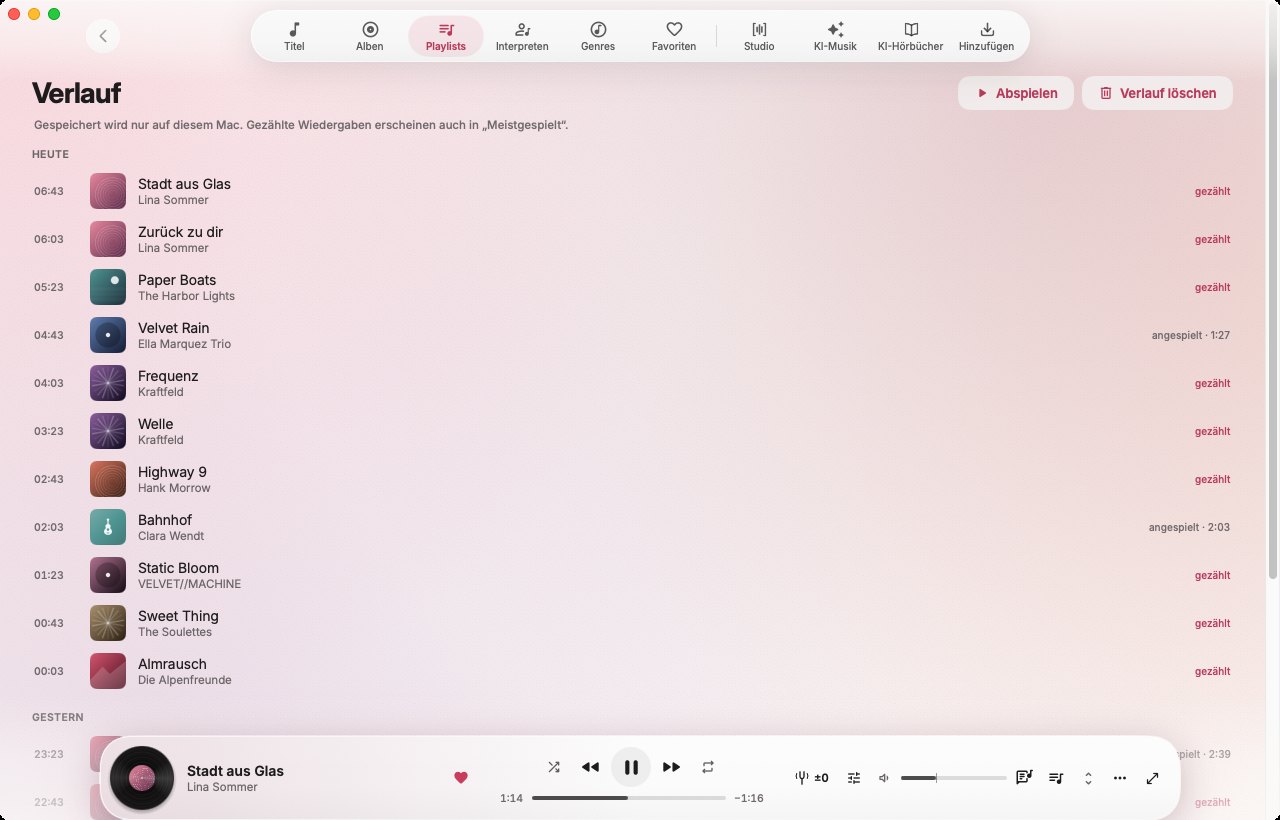 Titel
Alben
Playlists
Interpreten
Genres
Favoriten
Studio
KI-Musik
KI-Hörbücher
Hinzufügen
Verlauf
Abspielen
Verlauf löschen
Gespeichert wird nur auf diesem Mac. Gezählte Wiedergaben erscheinen auch in „Meistgespielt“.
HEUTE
06:43
Stadt aus Glas
Lina Sommer
gezählt
06:03
Zurück zu dir
Lina Sommer
gezählt
05:23
Paper Boats
The Harbor Lights
gezählt
04:43
Velvet Rain
Ella Marquez Trio
angespielt · 1:27
04:03
Frequenz
Kraftfeld
gezählt
03:23
Welle
Kraftfeld
gezählt
02:43
Highway 9
Hank Morrow
gezählt
02:03
Bahnhof
Clara Wendt
angespielt · 2:03
01:23
Static Bloom
VELVET//MACHINE
gezählt
00:43
Sweet Thing
The Soulettes
gezählt
00:03
Almrausch
Die Alpenfreunde
gezählt
GESTERN
23:23
spielt · 2:39
22:43
gezählt
Stadt aus Glas
Lina Sommer
1:14
−1:16
±0